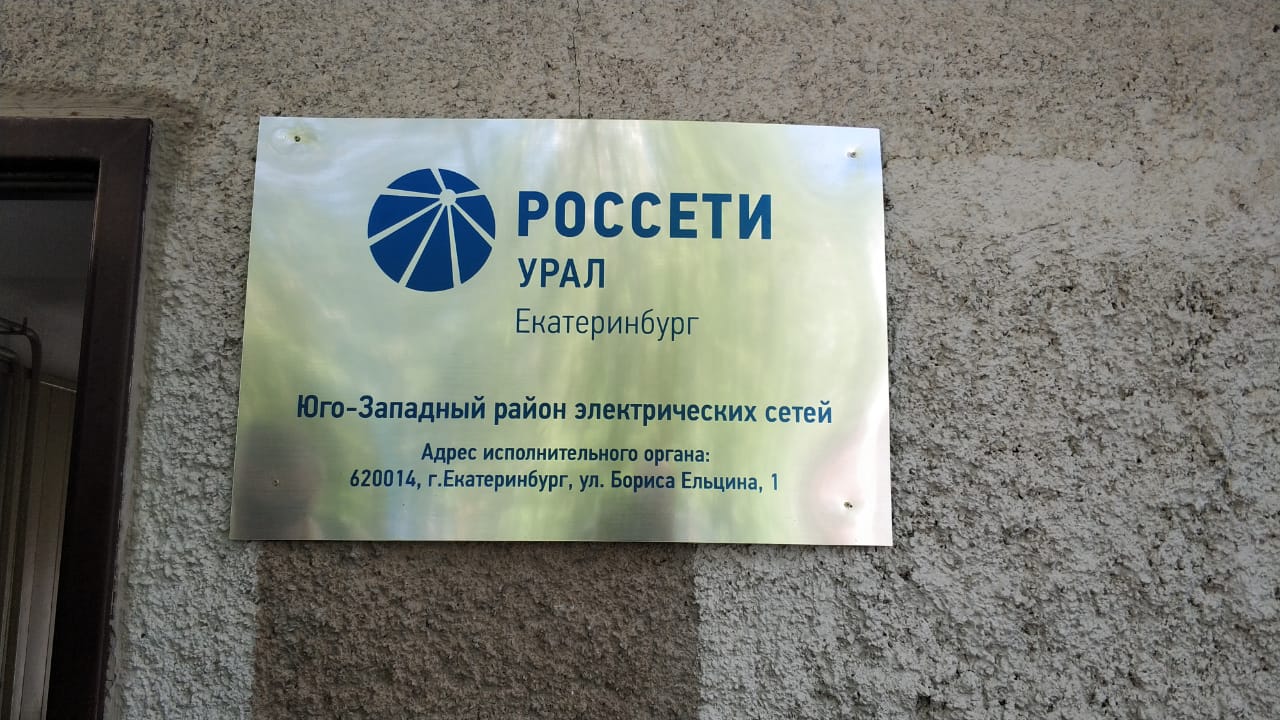 РОССЕТИ
УРАЛ
Екатеринбург
Юго-Западный район электрических сетей
Адрес исполнительного органа:
620014, г.Екатеринбург, ул. Бориса Ельцина, 1